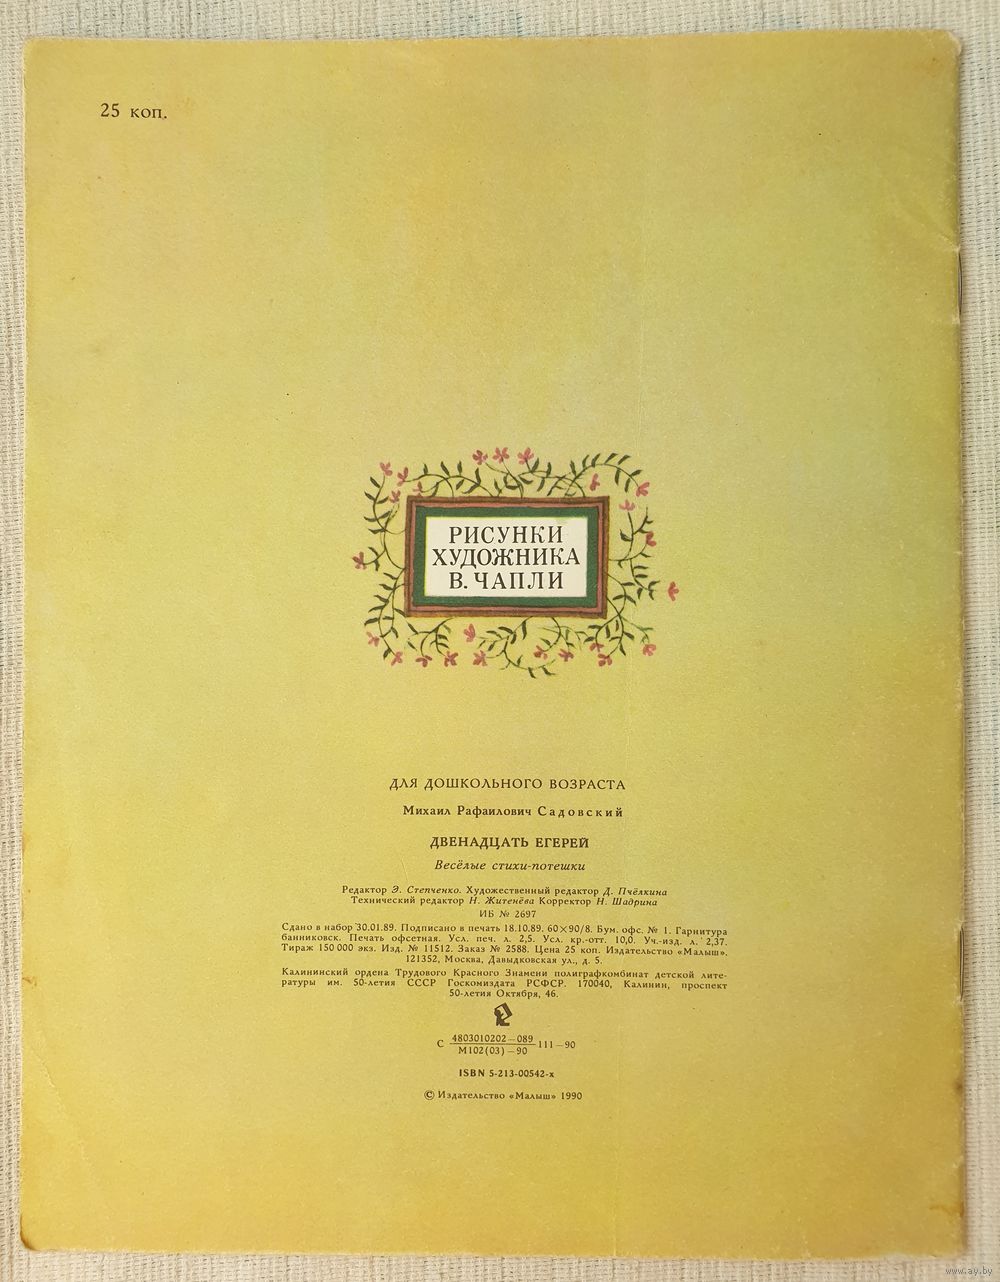 25 коп.
РИСУНКИ
ХУДОЖНИКА
В. ЧАПЛИ
ДЛЯ ДОШКОЛЬНОГО ВОЗРАСТА
Михаил Рафаилович Садовский
ДВЕНАДЦАТЬ ЕГЕРЕЙ
Весёлые стихи-потешки
Редактор Э. Степченко. Художественный редактор Д. Пчёлкина
Технический редактор Н. Житенёва Корректор Н. Шадрина
ИБ № 2697
Сдано в набор 30.01.89. Подписано в печать 18.10.89. 60×90/8. Бум. офс. № 1. Гарнитура
банниковск. Печать офсетная. Усл. печ. л. 2,5. Усл. кр.-отт. 10,0. Уч.-изд. л. 2,37.
Тираж 150 000 экз. Изд. № 11512. Заказ № 2588. Цена 25 коп. Издательство «Малыш».
121352, Москва, Давыдковская ул., д. 5.
Калининский ордена Трудового Красного Знамени полиграфкомбинат детской лите-
ратуры им. 50-летия СССР Госкомиздата РСФСР. 170040, Калинин, проспект
50-летия Октября, 46.
С 4803010202—089 111—90
М102(03)—90
ISBN 5-213-00542-x
© Издательство «Малыш» 1990
www.ay.by